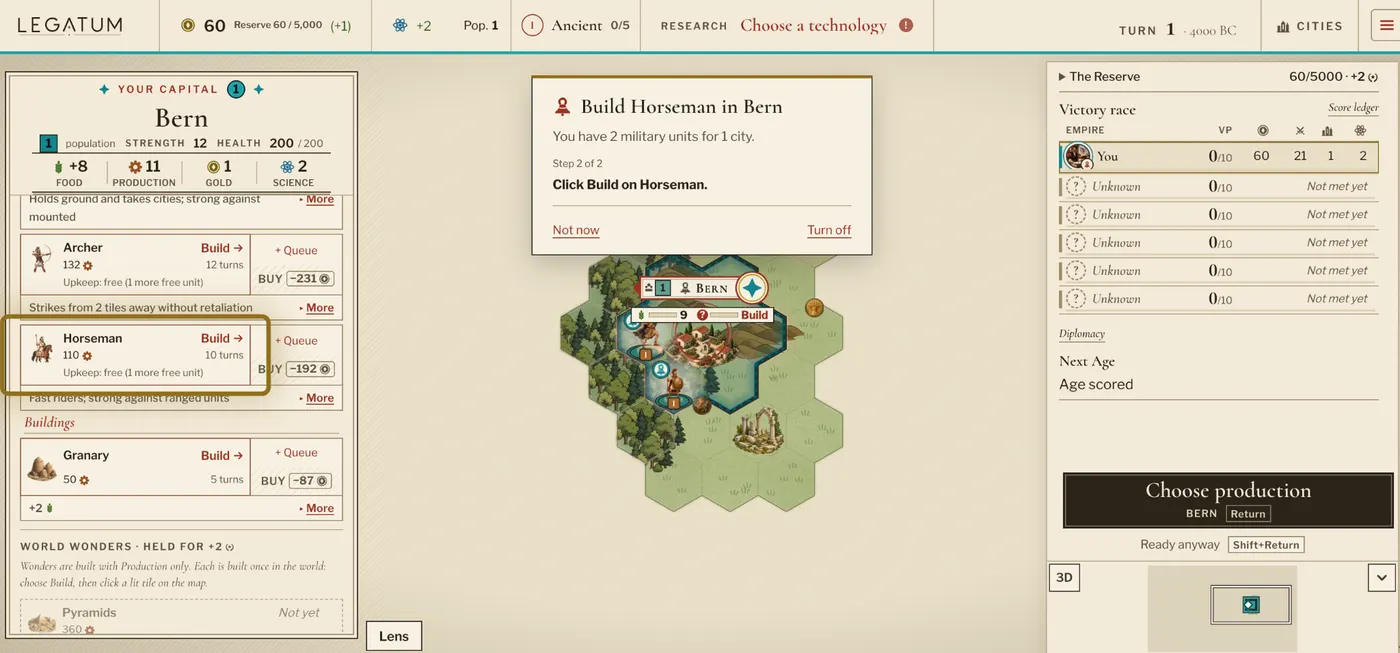 LEGATUM
60 Reserve 60 / 5,000 (+1)
+2
Pop. 1
I Ancient 0/5
RESEARCH Choose a technology !
TURN 1 · 4000 BC
CITIES
YOUR CAPITAL 1
Bern
1 population STRENGTH 12 HEALTH 200 / 200
+8 11 1 2
FOOD PRODUCTION GOLD SCIENCE
Holds ground and takes cities; strong against mounted
More
Archer Build → + Queue
132 12 turns
Upkeep: free (1 more free unit) BUY −231
Strikes from 2 tiles away without retaliation More
Horseman Build → + Queue
110 10 turns
Upkeep: free (1 more free unit) BUY −192
Fast riders; strong against ranged units More
Buildings
Granary Build → + Queue
50 5 turns BUY −87
+2 More
WORLD WONDERS · HELD FOR +2
Wonders are built with Production only. Each is built once in the world:
choose Build, then click a lit tile on the map.
Pyramids Not yet
360
Lens
Build Horseman in Bern
You have 2 military units for 1 city.
Step 2 of 2
Click Build on Horseman.
Not now Turn off
1 BERN
9 ? Build
I
I
The Reserve 60/5000 · +2
Victory race Score ledger
EMPIRE VP
You 0/10 60 21 1 2
? Unknown 0/10 Not met yet
? Unknown 0/10 Not met yet
? Unknown 0/10 Not met yet
? Unknown 0/10 Not met yet
? Unknown 0/10 Not met yet
Diplomacy
Next Age
Age scored
Choose production
BERN Return
Ready anyway Shift+Return
3D